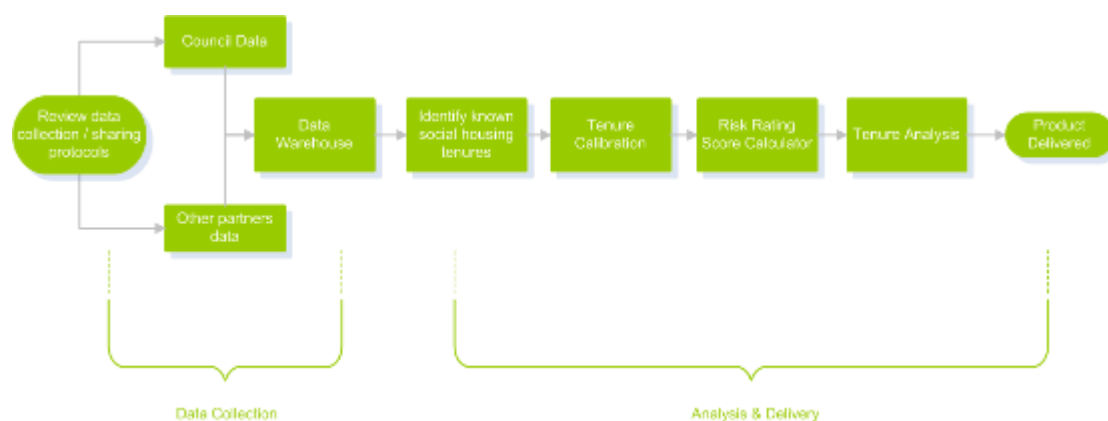 Council Data
Review data
collection / sharing
protocols
Other partners
data
Data
Warehouse
Identify known
social housing
tenures
Tenure
Calibration
Risk Rating
Score Calculator
Tenure Analysis
Product
Delivered
Data Collection
Analysis & Delivery